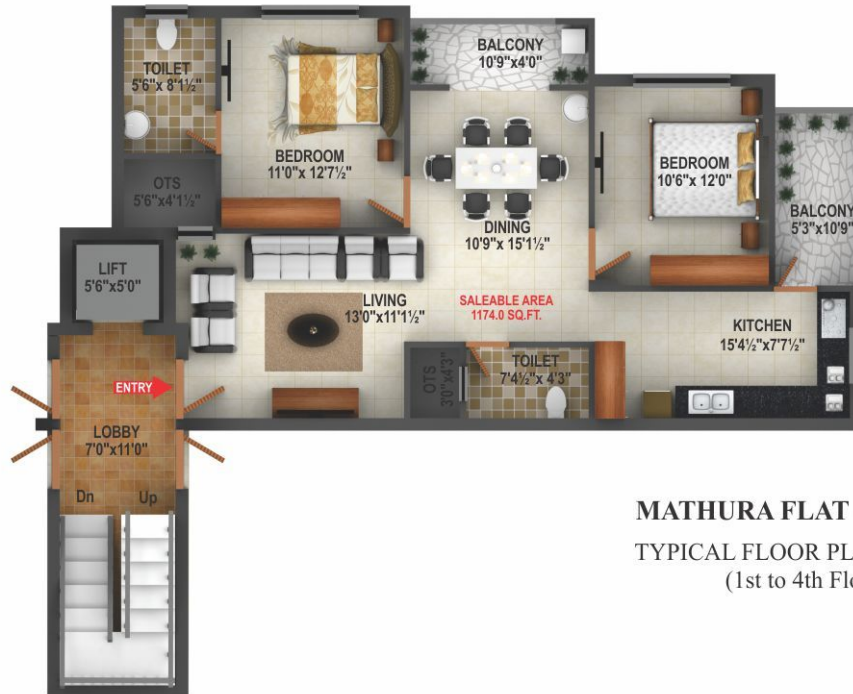 TOILET
5'6"x 8'1½"
BALCONY
10'9"x4'0"
BEDROOM
11'0"x 12'7½"
BEDROOM
10'6"x 12'0"
OTS
5'6"x4'1½"
BALCONY
5'3"x10'9"
DINING
10'9"x 15'1½"
LIFT
5'6"x5'0"
LIVING
13'0"x11'1½"
SALEABLE AREA
1174.0 SQ.FT.
KITCHEN
15'4½"x7'7½"
ENTRY
OTS
3'0"x4'3"
TOILET
7'4½"x 4'3"
LOBBY
7'0"x11'0"
Dn Up
MATHURA FLAT
TYPICAL FLOOR PL
(1st to 4th Flo